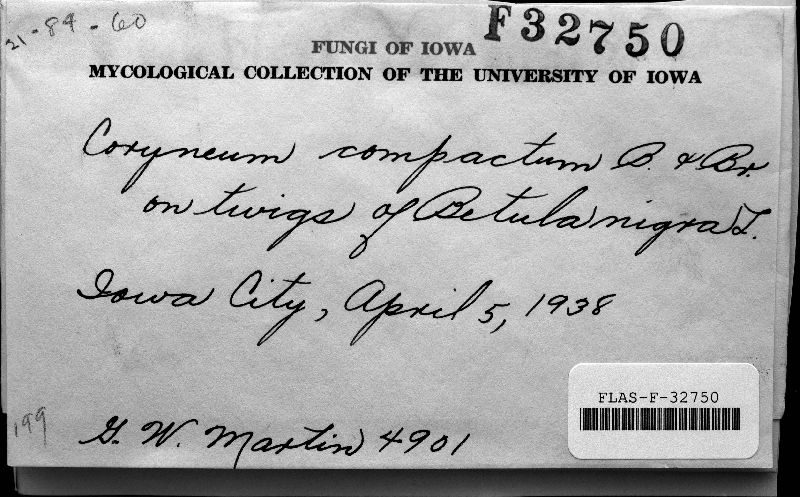 21-84-60
F32750
FUNGI OF IOWA
MYCOLOGICAL COLLECTION OF THE UNIVERSITY OF IOWA
Coryneum compactum B. & Br.
on twigs of Betula nigra L.
Iowa City, April 5, 1938
FLAS-F-32750
199
G. W. Martin 4901